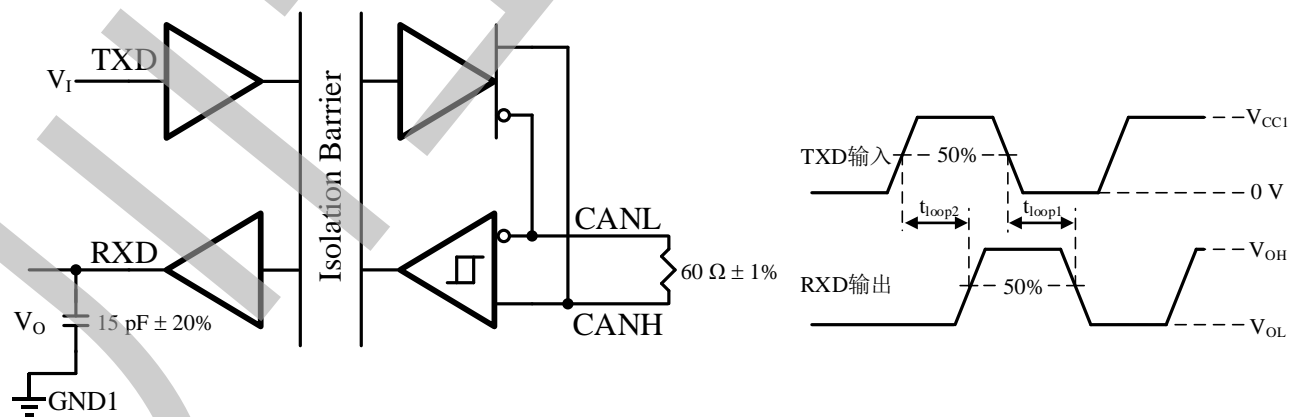 TXD
V_I
Isolation Barrier
CANL
RXD
60 Ω ± 1%
V_O
15 pF ± 20%
CANH
GND1
V_CC1
TXD输入
50%
0 V
t_loop2
t_loop1
V_OH
RXD输出
50%
V_OL